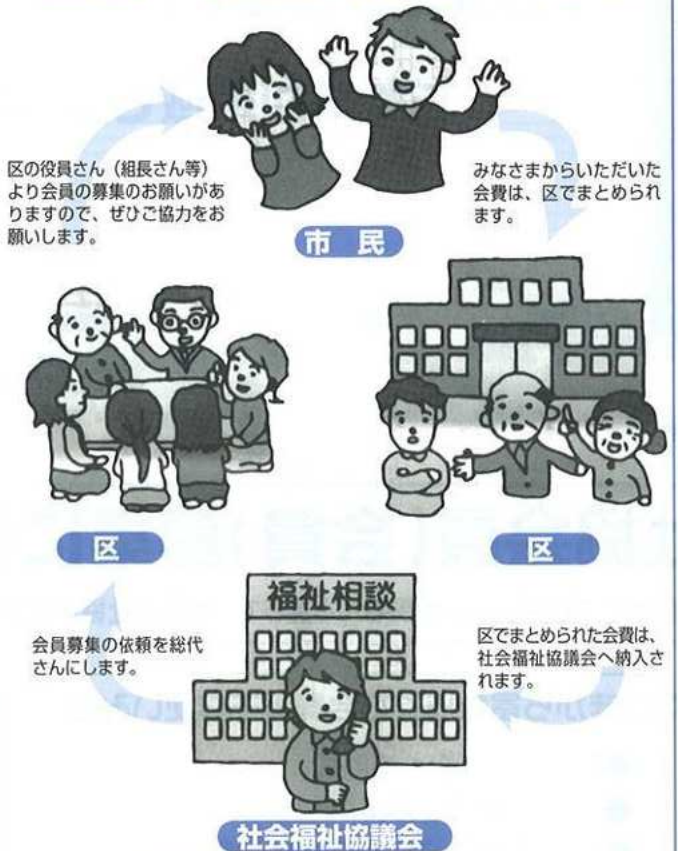 区の役員さん（組長さん等）
より会員の募集のお願いがあ
りますので、ぜひご協力をお
願いします。
みなさまからいただいた
会費は、区でまとめられ
ます。
市 民
区
区
会員募集の依頼を総代
さんにします。
福祉相談
区でまとめられた会費は、
社会福祉協議会へ納入さ
れます。
社会福祉協議会